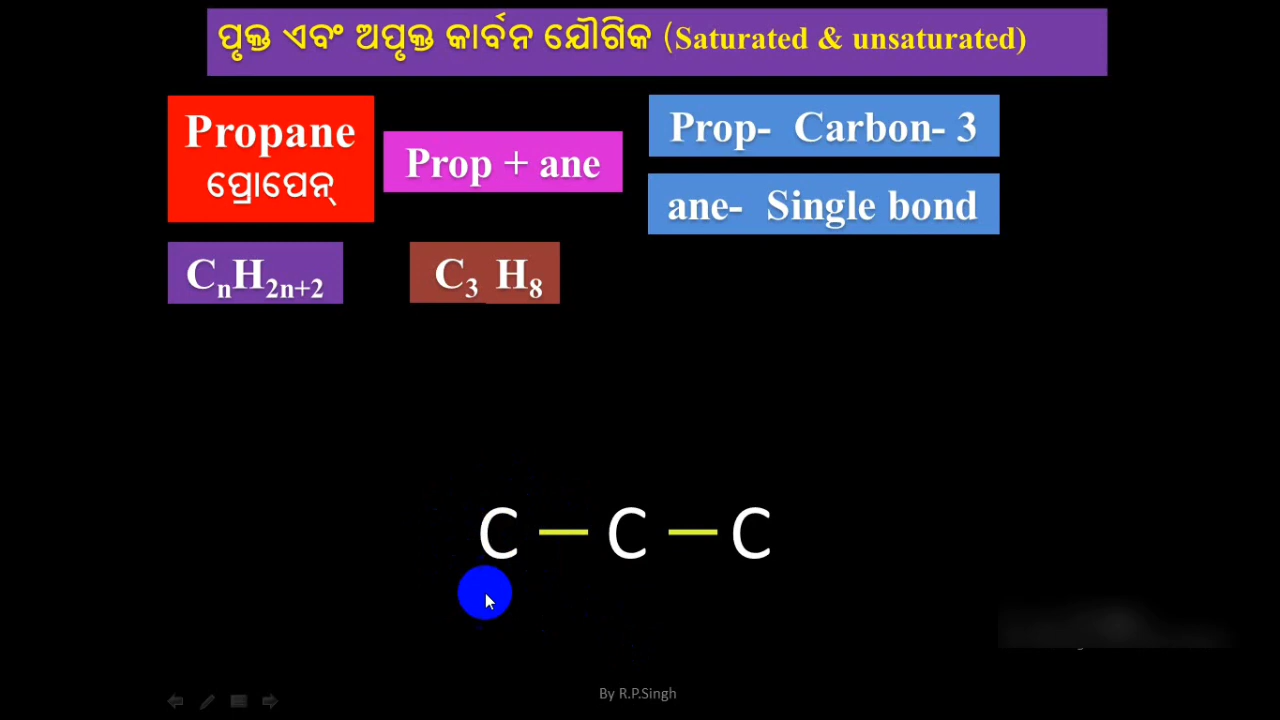 ପୃକ୍ତ ଏବଂ ଅପୃକ୍ତ କାର୍ବନ ଯୌଗିକ (Saturated & unsaturated)
Propane
ପ୍ରୋପେନ୍
Prop + ane
Prop- Carbon- 3
ane- Single bond
CₙH₂ₙ₊₂
C₃ H₈
C — C — C
By R.P.Singh